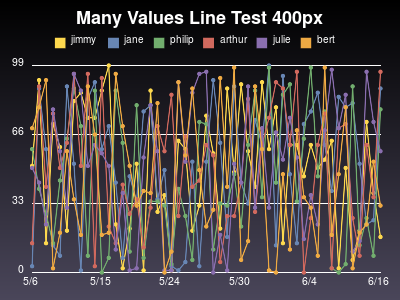 Many Values Line Test 400px
jimmy jane philip arthur julie bert
99
66
33
0
5/6 5/15 5/24 5/30 6/4 6/16